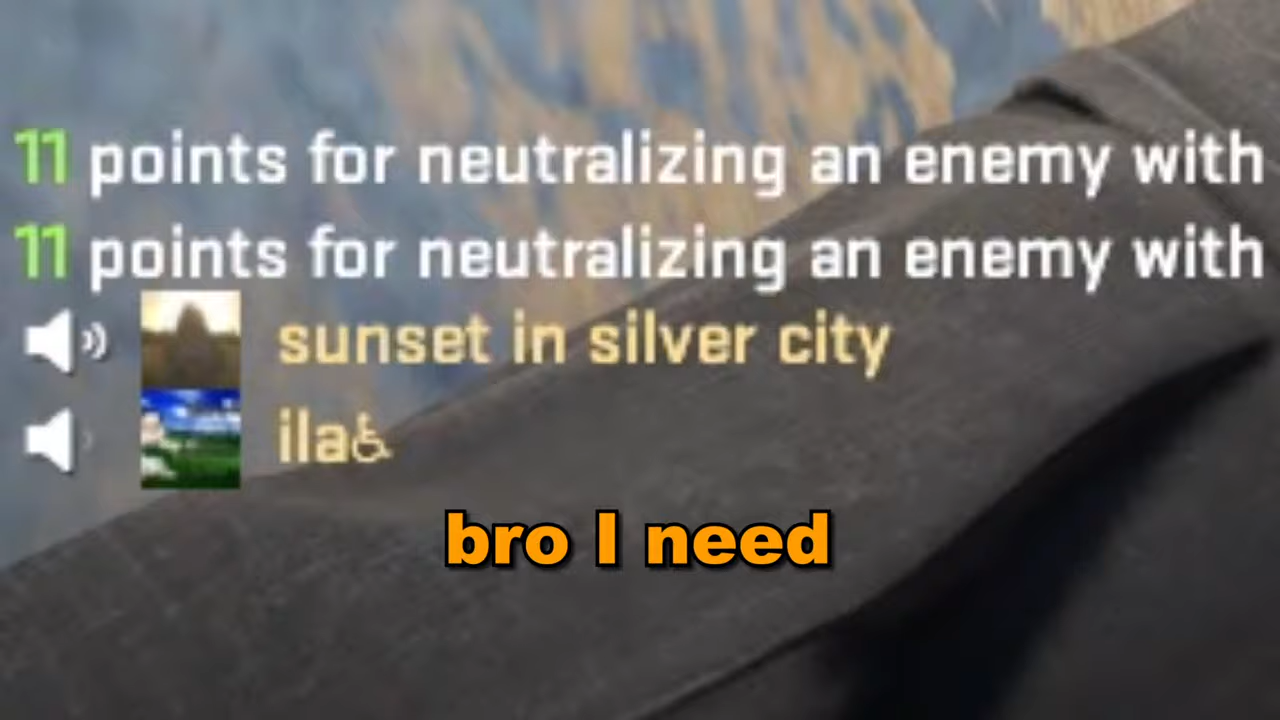 11 points for neutralizing an enemy with
11 points for neutralizing an enemy with
sunset in silver city
ila♿
bro I need